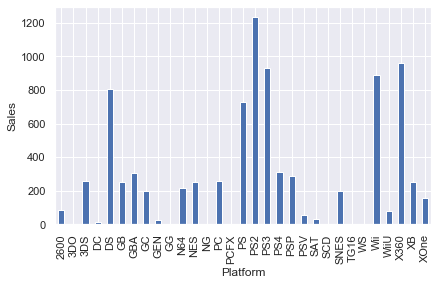 1200
1000
800
600
400
200
0
Sales
2600
3DO
3DS
DC
DS
GB
GBA
GC
GEN
GG
N64
NES
NG
PC
PCFX
PS
PS2
PS3
PS4
PSP
PSV
SAT
SCD
SNES
TG16
WS
Wii
WiiU
X360
XB
XOne
Platform